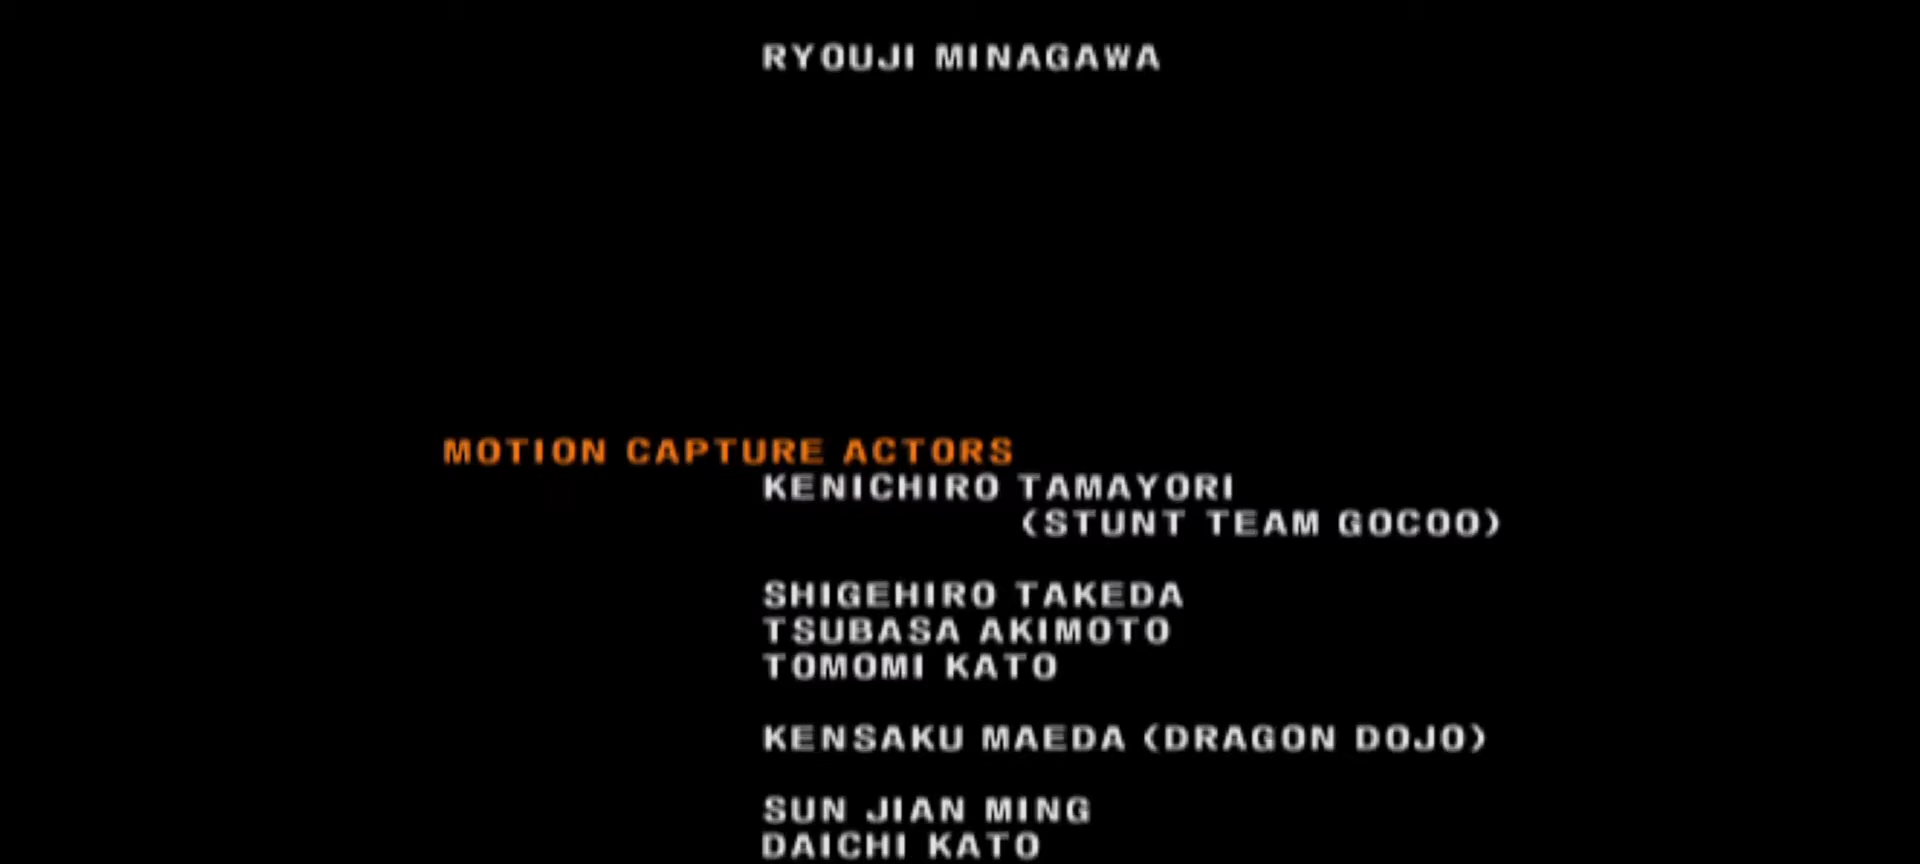 RYOUJI MINAGAWA
MOTION CAPTURE ACTORS
KENICHIRO TAMAYORI
(STUNT TEAM GOCOO)
SHIGEHIRO TAKEDA
TSUBASA AKIMOTO
TOMOMI KATO
KENSAKU MAEDA (DRAGON DOJO)
SUN JIAN MING
DAICHI KATO